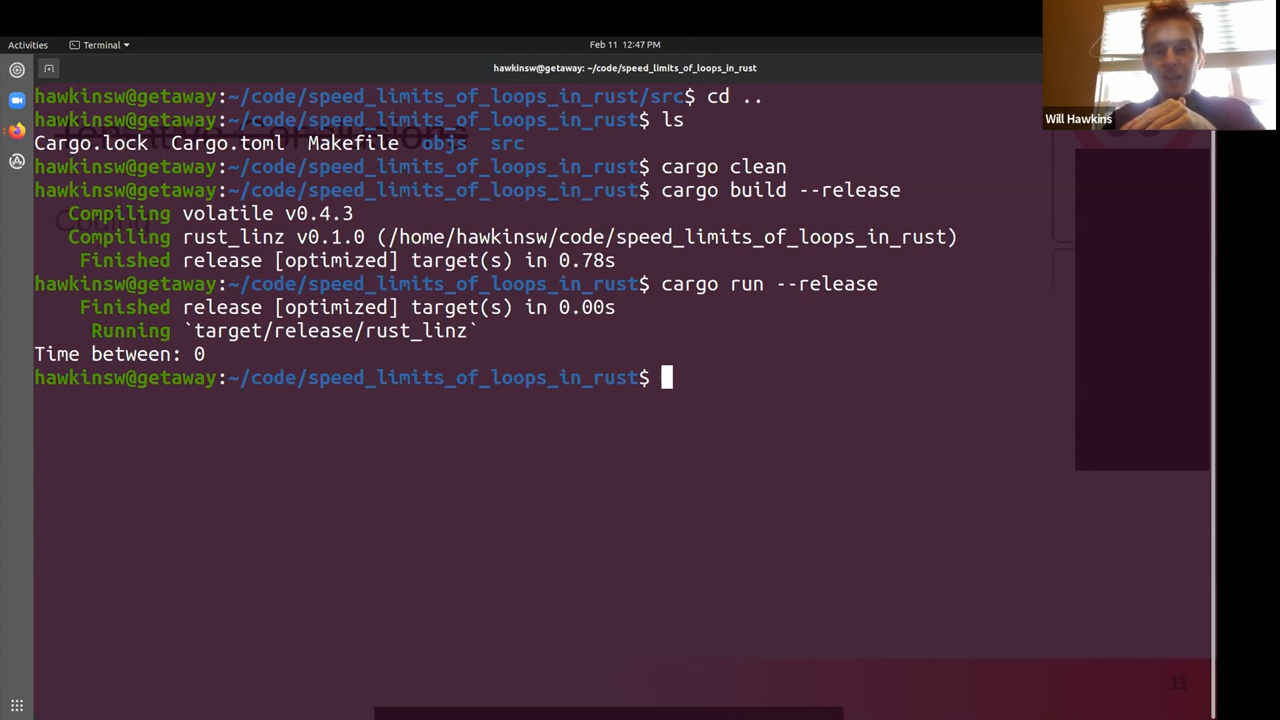 Activities Terminal Feb 11 12:47 PM
hawkinsw@getaway: ~/code/speed_limits_of_loops_in_rust
Will Hawkins
hawkinsw@getaway:~/code/speed_limits_of_loops_in_rust/src$ cd ..
hawkinsw@getaway:~/code/speed_limits_of_loops_in_rust$ ls
Cargo.lock Cargo.toml Makefile objs src
hawkinsw@getaway:~/code/speed_limits_of_loops_in_rust$ cargo clean
hawkinsw@getaway:~/code/speed_limits_of_loops_in_rust$ cargo build --release
Compiling volatile v0.4.3
Compiling rust_linz v0.1.0 (/home/hawkinsw/code/speed_limits_of_loops_in_rust)
Finished release [optimized] target(s) in 0.78s
hawkinsw@getaway:~/code/speed_limits_of_loops_in_rust$ cargo run --release
Finished release [optimized] target(s) in 0.00s
Running `target/release/rust_linz`
Time between: 0
hawkinsw@getaway:~/code/speed_limits_of_loops_in_rust$
11